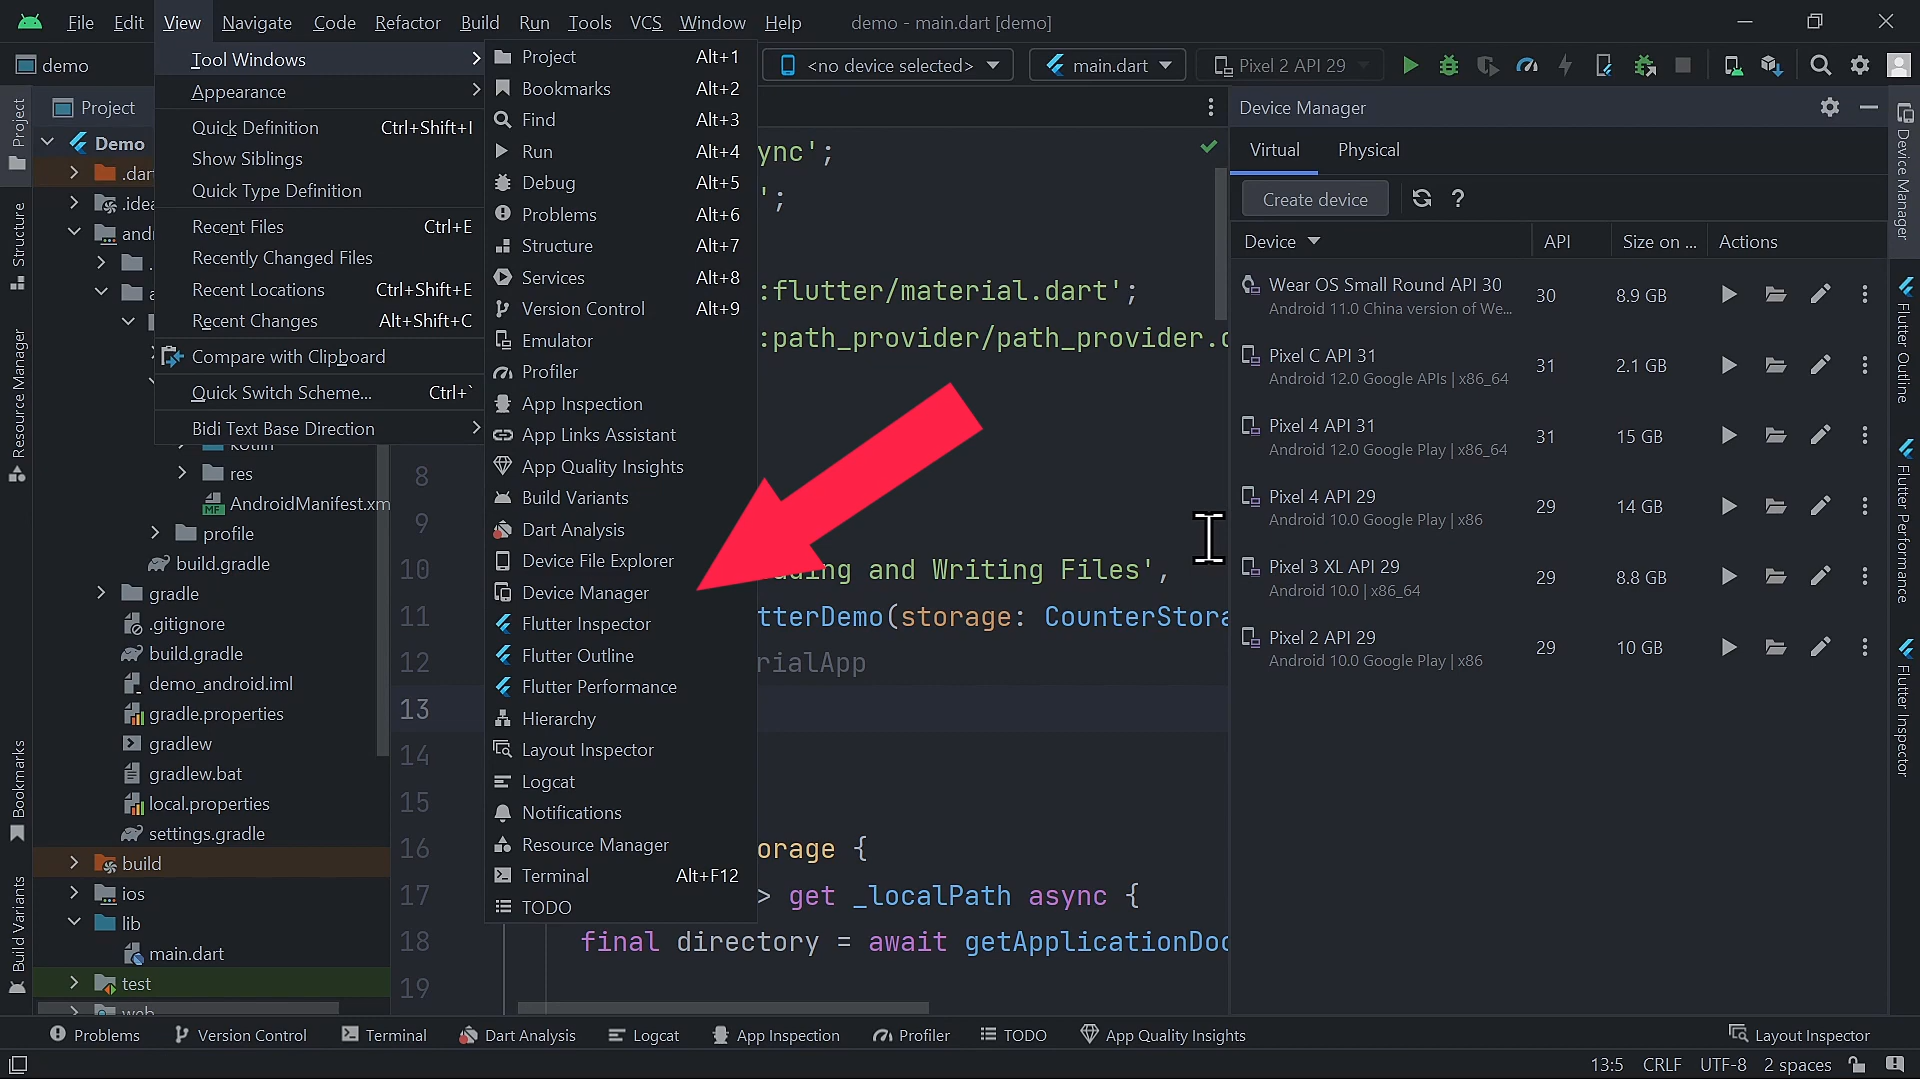 File Edit View Navigate Code Refactor Build Run Tools VCS Window Help demo - main.dart [demo]
demo
<no device selected>
main.dart
Pixel 2 API 29
Tool Windows
Appearance
Quick Definition Ctrl+Shift+I
Show Siblings
Quick Type Definition
Recent Files Ctrl+E
Recently Changed Files
Recent Locations Ctrl+Shift+E
Recent Changes Alt+Shift+C
Compare with Clipboard
Quick Switch Scheme... Ctrl+`
Bidi Text Base Direction
Project Alt+1
Bookmarks Alt+2
Find Alt+3
Run Alt+4
Debug Alt+5
Problems Alt+6
Structure Alt+7
Services Alt+8
Version Control Alt+9
Emulator
Profiler
App Inspection
App Links Assistant
App Quality Insights
Build Variants
Dart Analysis
Device File Explorer
Device Manager
Flutter Inspector
Flutter Outline
Flutter Performance
Hierarchy
Layout Inspector
Logcat
Notifications
Resource Manager
Terminal Alt+F12
TODO
Project
Structure
Resource Manager
Bookmarks
Build Variants
Project
Demo
.dart
.idea
andr
kotlin
res
AndroidManifest.xm
profile
build.gradle
gradle
.gitignore
build.gradle
demo_android.iml
gradle.properties
gradlew
gradlew.bat
local.properties
settings.gradle
build
ios
lib
main.dart
test
web
ync';
';
:flutter/material.dart';
:path_provider/path_provider.d
8
9
10 ading and Writing Files',
11 tterDemo(storage: CounterStora
12 rialApp
13
14
15
16 orage {
17 > get _localPath async {
18 final directory = await getApplicationDoc
19
Device Manager
Virtual Physical
Create device ?
Device API Size on ... Actions
Wear OS Small Round API 30 30 8.9 GB
Android 11.0 China version of We...
Pixel C API 31 31 2.1 GB
Android 12.0 Google APIs | x86_64
Pixel 4 API 31 31 15 GB
Android 12.0 Google Play | x86_64
Pixel 4 API 29 29 14 GB
Android 10.0 Google Play | x86
Pixel 3 XL API 29 29 8.8 GB
Android 10.0 | x86_64
Pixel 2 API 29 29 10 GB
Android 10.0 Google Play | x86
Device Manager
Flutter Outline
Flutter Performance
Flutter Inspector
Problems Version Control Terminal Dart Analysis Logcat App Inspection Profiler TODO App Quality Insights Layout Inspector
13:5 CRLF UTF-8 2 spaces